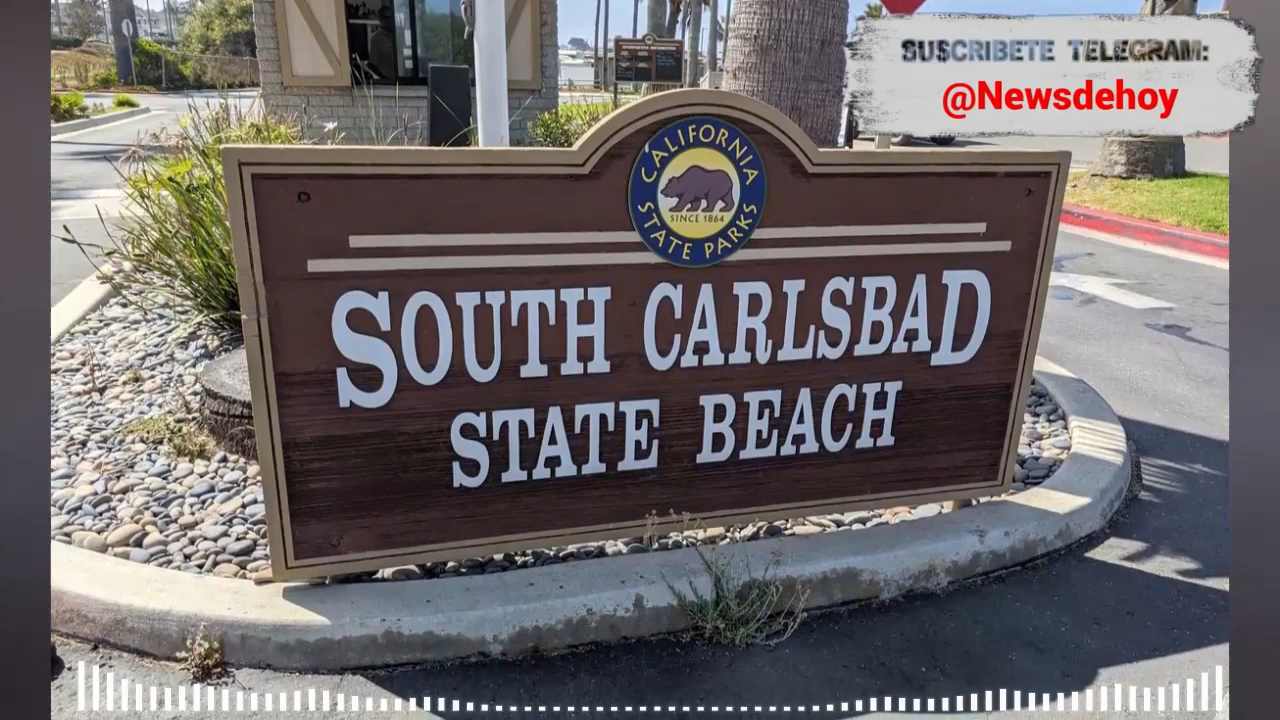 SUSCRIBETE TELEGRAM:
@Newsdehoy
CALIFORNIA
SINCE 1864
STATE PARKS
SOUTH CARLSBAD
STATE BEACH